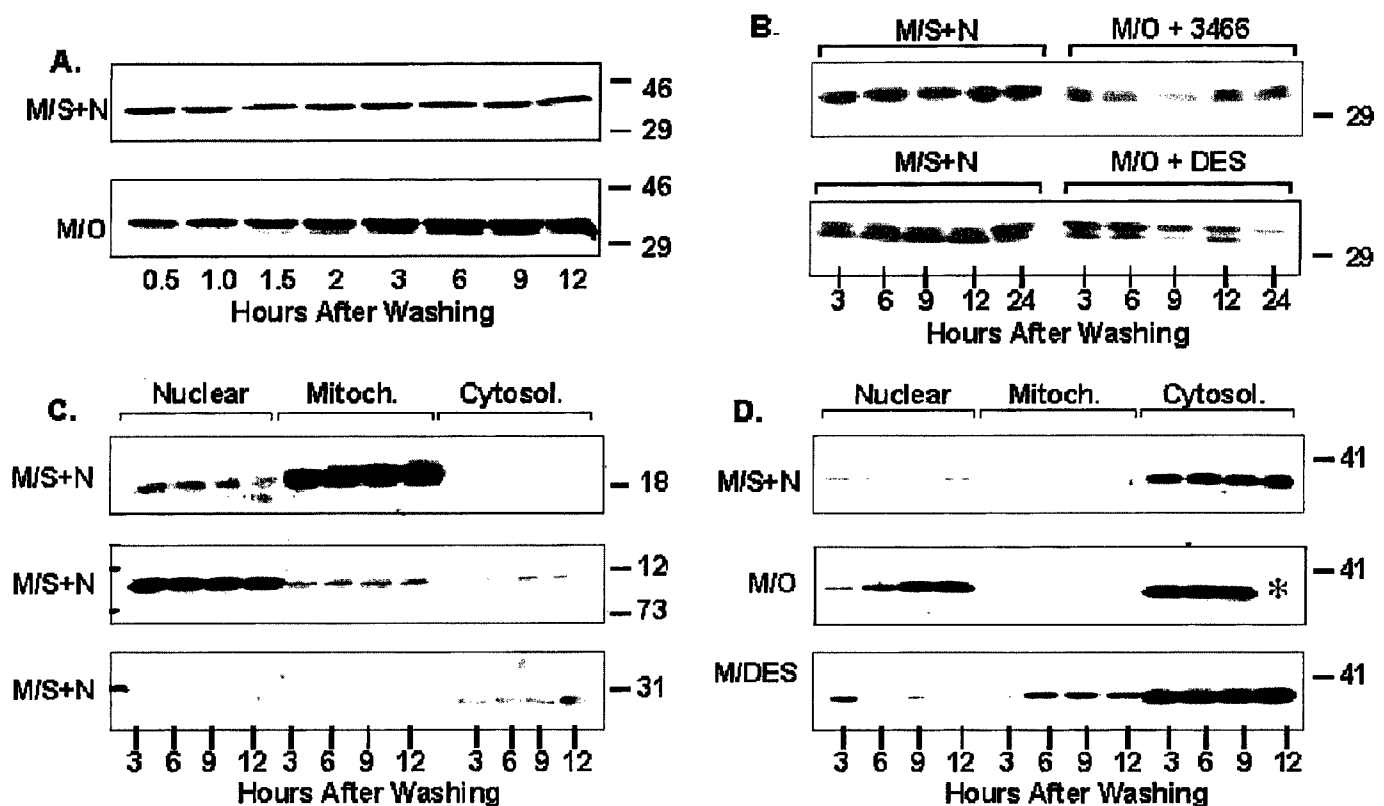 A.
M/S+N
46
29
M/O
46
29
0.5 1.0 1.5 2 3 6 9 12
Hours After Washing
B.
M/S+N M/O + 3466
29
M/S+N M/O + DES
29
3 6 9 12 24 3 6 9 12 24
Hours After Washing
C.
Nuclear Mitoch. Cytosol.
M/S+N
18
M/S+N
12
73
M/S+N
31
3 6 9 12 3 6 9 12 3 6 9 12
Hours After Washing
D.
Nuclear Mitoch. Cytosol.
M/S+N
41
M/O
41
*
M/DES
41
3 6 9 12 3 6 9 12 3 6 9 12
Hours After Washing